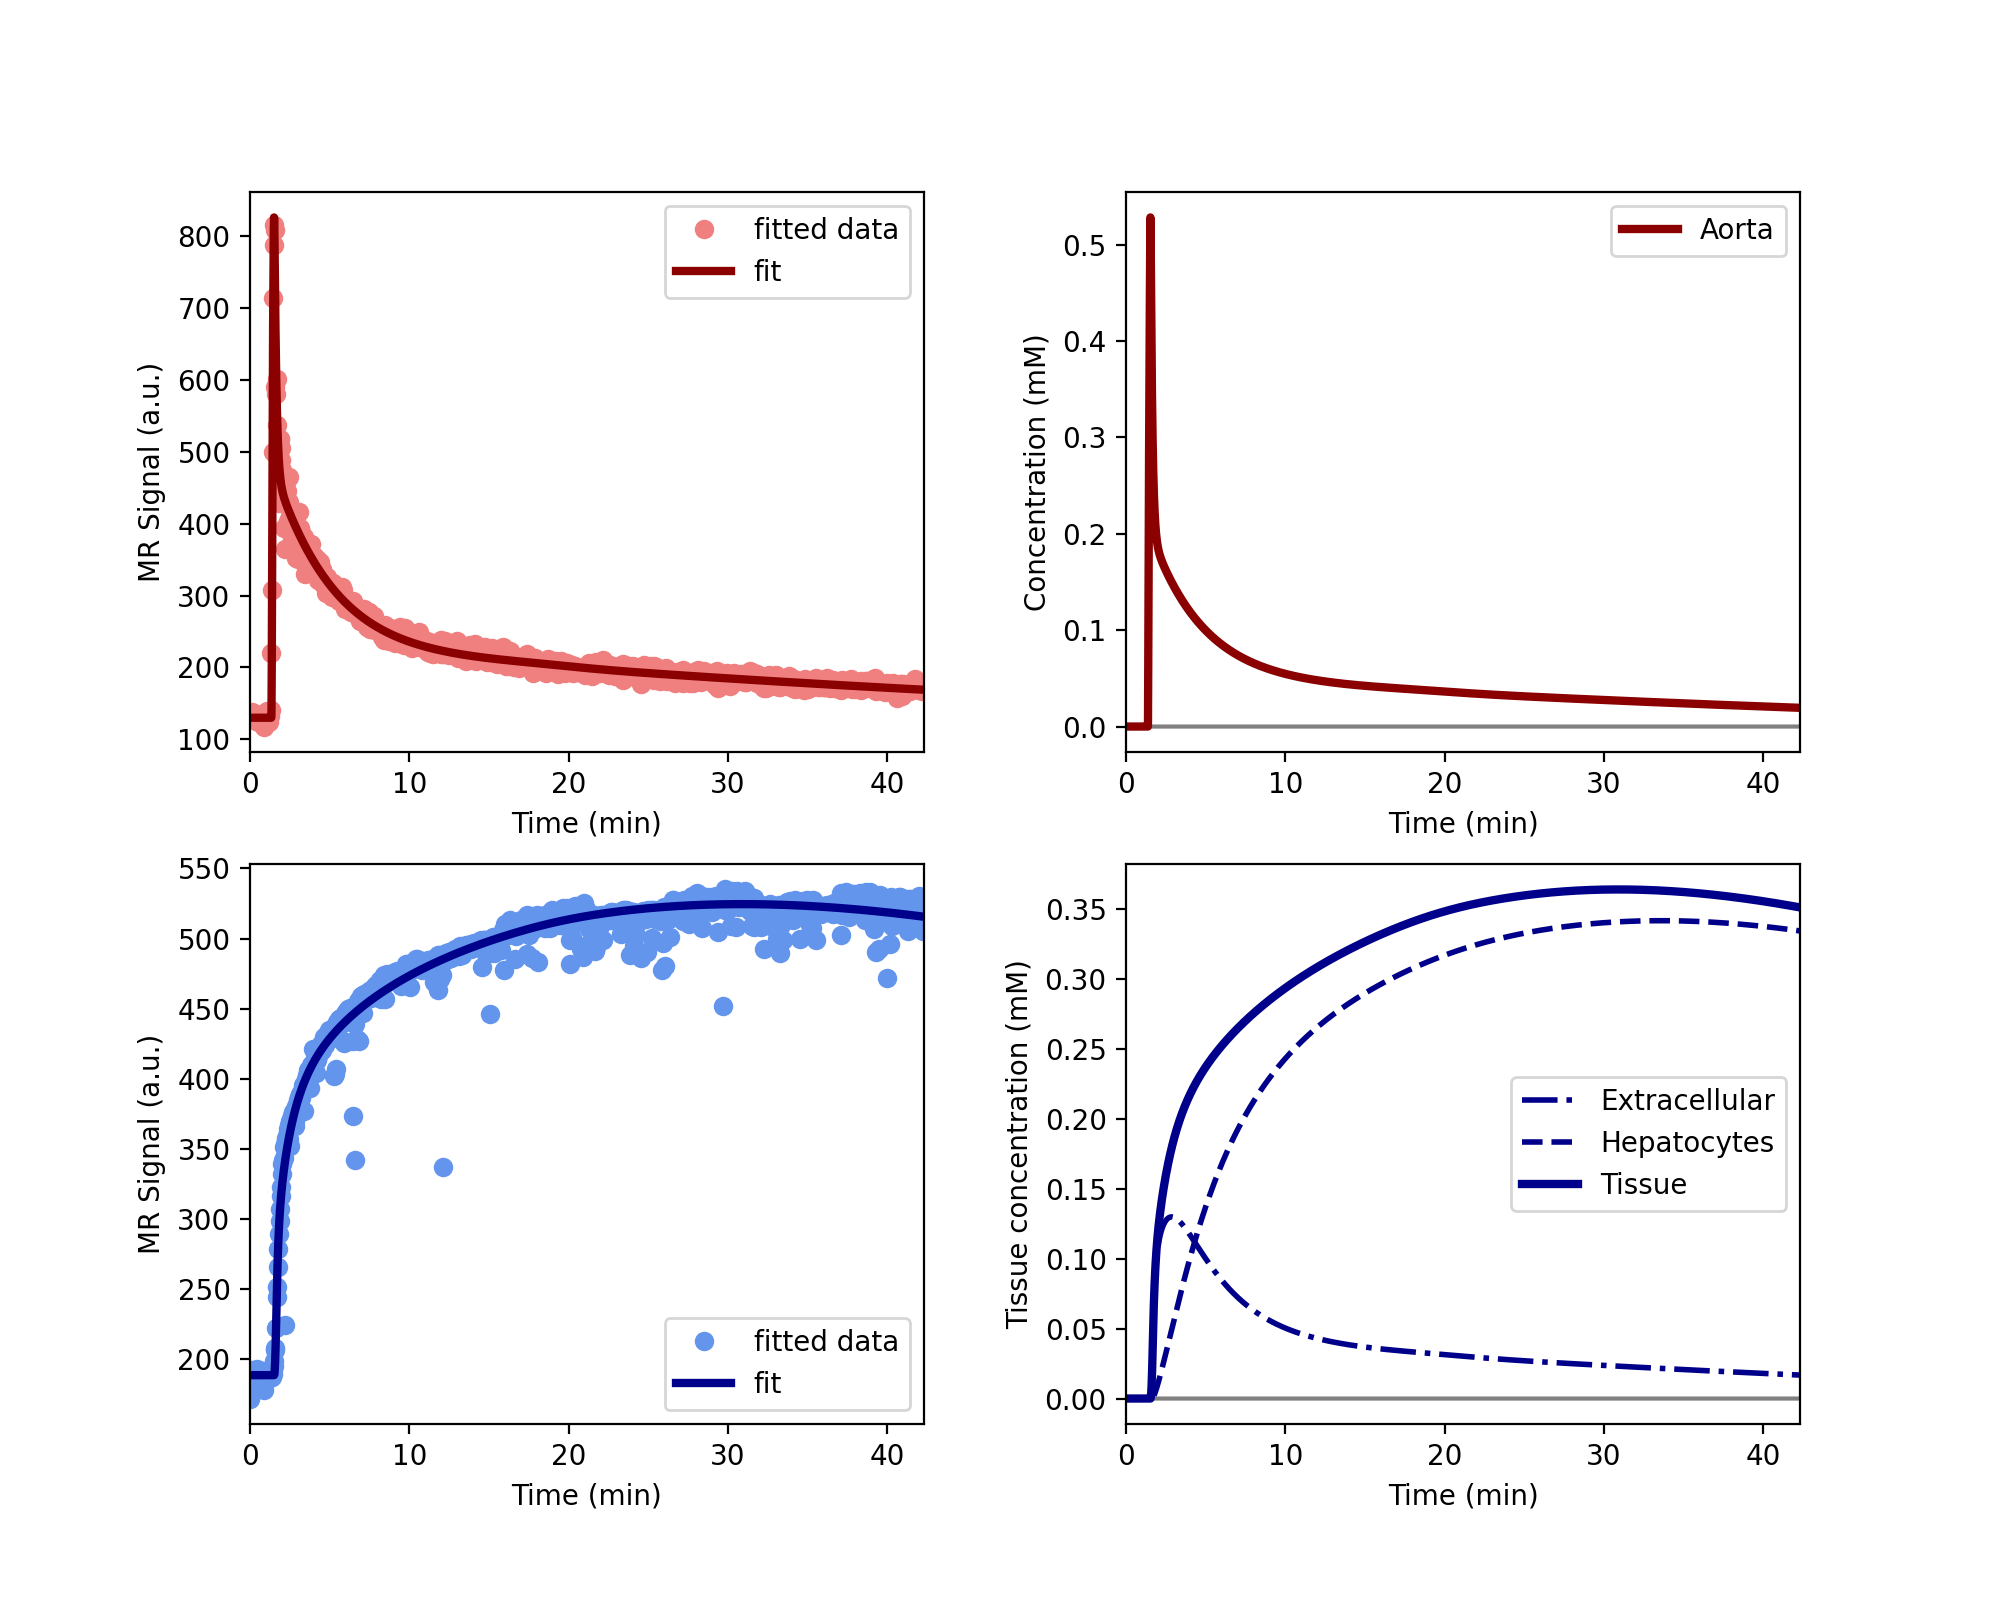 800
700
600
500
400
300
200
100
MR Signal (a.u.)
fitted data
fit
0 10 20 30 40
Time (min)
0.5
0.4
0.3
0.2
0.1
0.0
Concentration (mM)
Aorta
0 10 20 30 40
Time (min)
550
500
450
400
350
300
250
200
MR Signal (a.u.)
fitted data
fit
0 10 20 30 40
Time (min)
0.35
0.30
0.25
0.20
0.15
0.10
0.05
0.00
Tissue concentration (mM)
Extracellular
Hepatocytes
Tissue
0 10 20 30 40
Time (min)